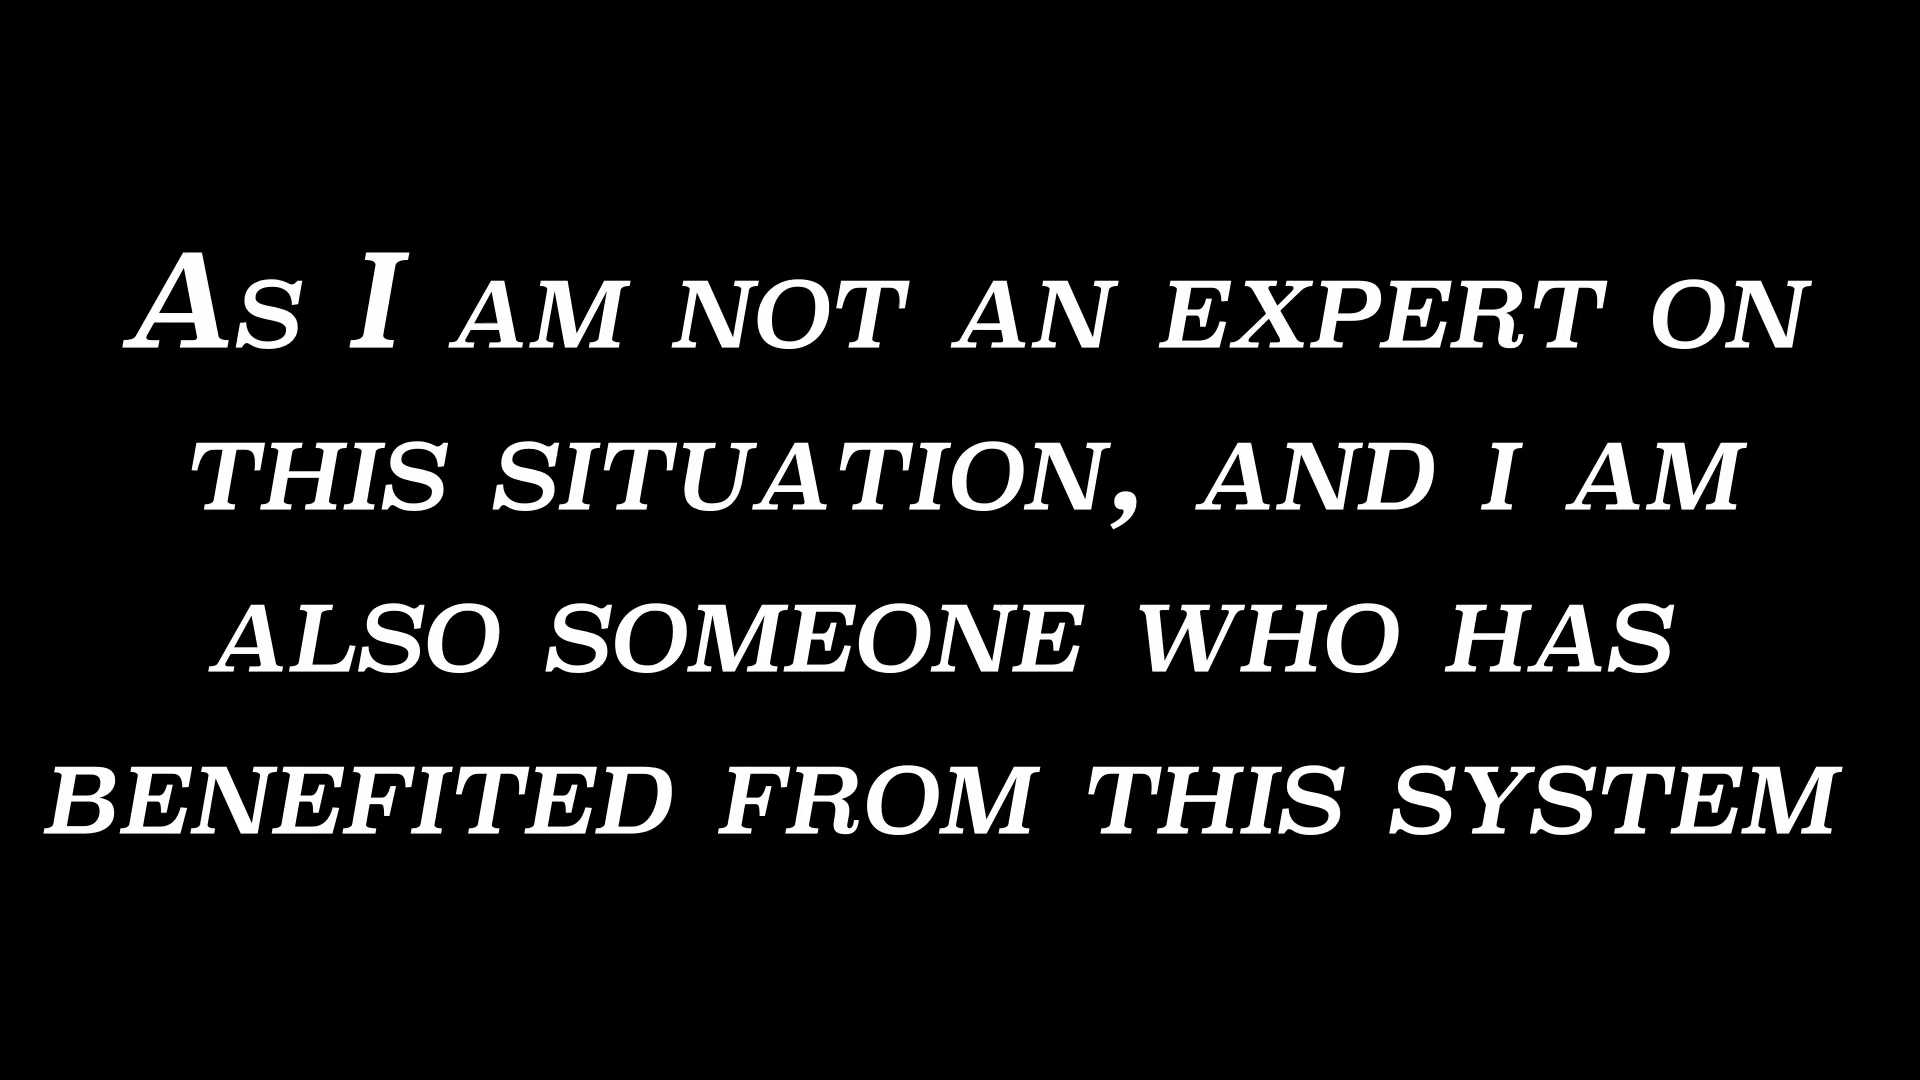 As I am not an expert on
this situation, and i am
also someone who has
benefited from this system